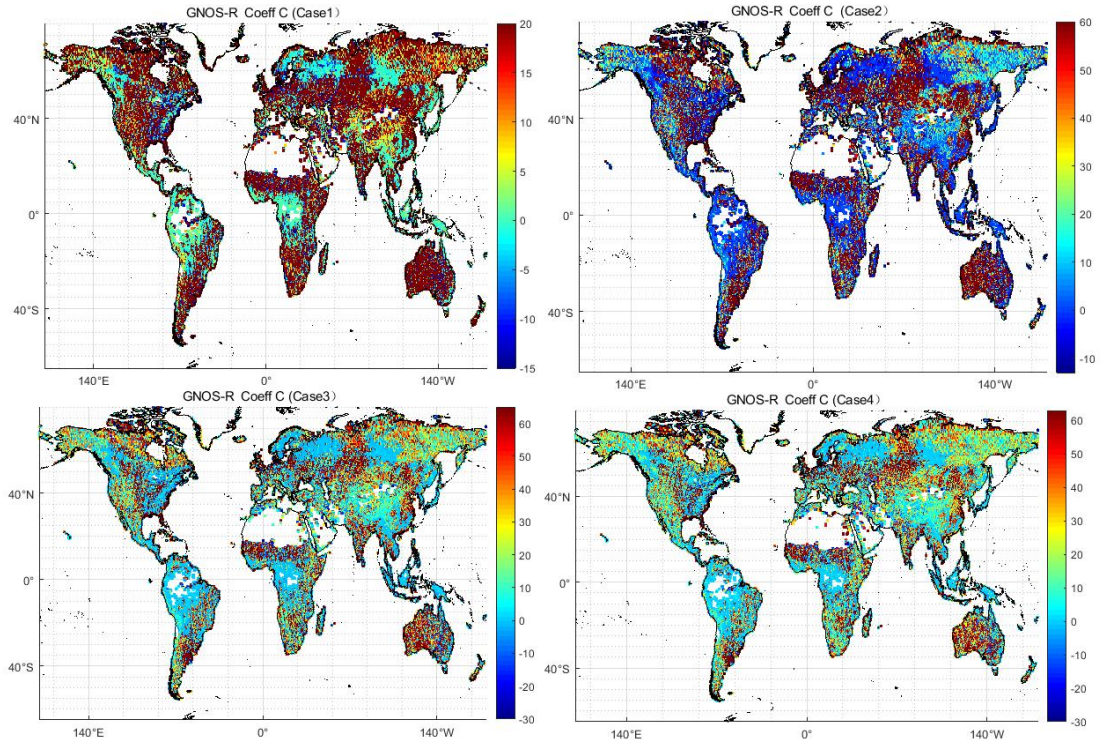 GNOS-R Coeff C (Case1）
20
15
10
5
0
-5
-10
-15
40°N
0°
40°S
140°E
0°
140°W
GNOS-R Coeff C (Case2）
60
50
40
30
20
10
0
-10
40°N
0°
40°S
140°E
0°
140°W
GNOS-R Coeff C (Case3）
60
50
40
30
20
10
0
-10
-20
-30
40°N
0°
40°S
140°E
0°
140°W
GNOS-R Coeff C (Case4）
60
50
40
30
20
10
0
-10
-20
-30
40°N
0°
40°S
140°E
0°
140°W